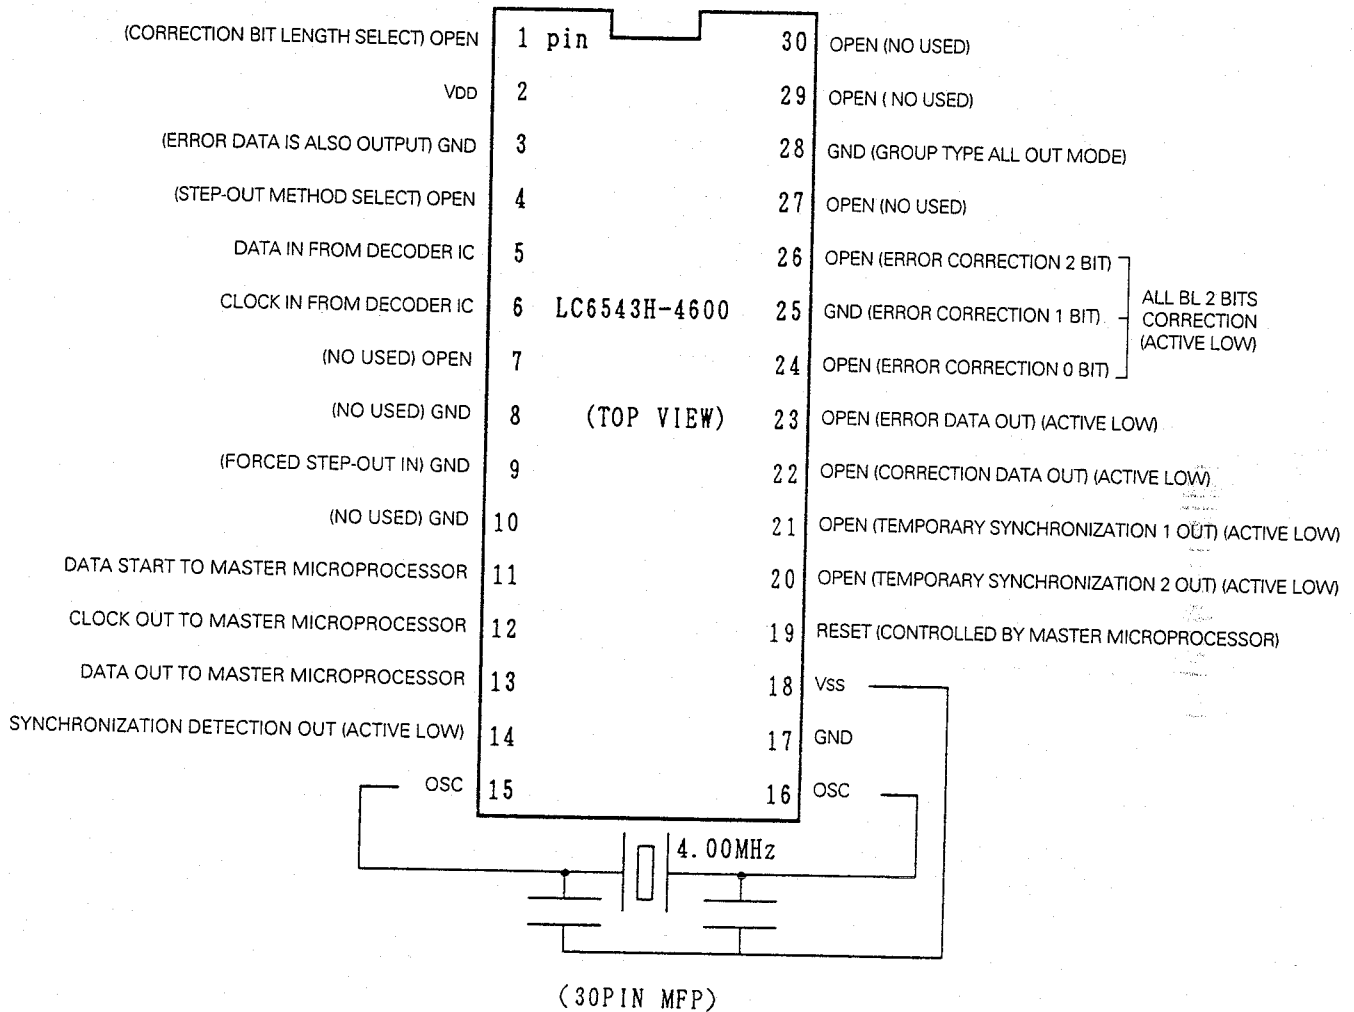 (CORRECTION BIT LENGTH SELECT) OPEN 1 pin 30 OPEN (NO USED)
VDD 2 29 OPEN ( NO USED)
(ERROR DATA IS ALSO OUTPUT) GND 3 28 GND (GROUP TYPE ALL OUT MODE)
(STEP-OUT METHOD SELECT) OPEN 4 27 OPEN (NO USED)
DATA IN FROM DECODER IC 5 26 OPEN (ERROR CORRECTION 2 BIT)
CLOCK IN FROM DECODER IC 6 LC6543H-4600 25 GND (ERROR CORRECTION 1 BIT)
ALL BL 2 BITS
CORRECTION
(ACTIVE LOW)
(NO USED) OPEN 7 24 OPEN (ERROR CORRECTION 0 BIT)
(NO USED) GND 8 (TOP VIEW) 23 OPEN (ERROR DATA OUT) (ACTIVE LOW)
(FORCED STEP-OUT IN) GND 9 22 OPEN (CORRECTION DATA OUT) (ACTIVE LOW)
(NO USED) GND 10 21 OPEN (TEMPORARY SYNCHRONIZATION 1 OUT) (ACTIVE LOW)
DATA START TO MASTER MICROPROCESSOR 11 20 OPEN (TEMPORARY SYNCHRONIZATION 2 OUT) (ACTIVE LOW)
CLOCK OUT TO MASTER MICROPROCESSOR 12 19 RESET (CONTROLLED BY MASTER MICROPROCESSOR)
DATA OUT TO MASTER MICROPROCESSOR 13 18 VSS
SYNCHRONIZATION DETECTION OUT (ACTIVE LOW) 14 17 GND
OSC 15 16 OSC
4.00MHz
(30PIN MFP)